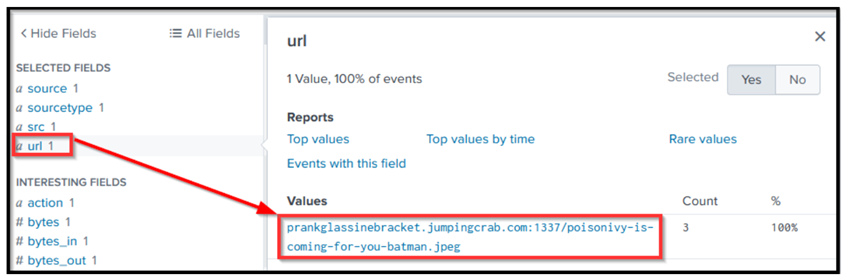 Hide Fields
All Fields
SELECTED FIELDS
a source 1
a sourcetype 1
a src 1
a url 1
INTERESTING FIELDS
a action 1
# bytes 1
# bytes_in 1
# bytes_out 1
url
1 Value, 100% of events
Selected
Yes
No
Reports
Top values
Top values by time
Rare values
Events with this field
Values
Count
%
prankglassinebracket.jumpingcrab.com:1337/poisonivy-is-
coming-for-you-batman.jpeg
3
100%